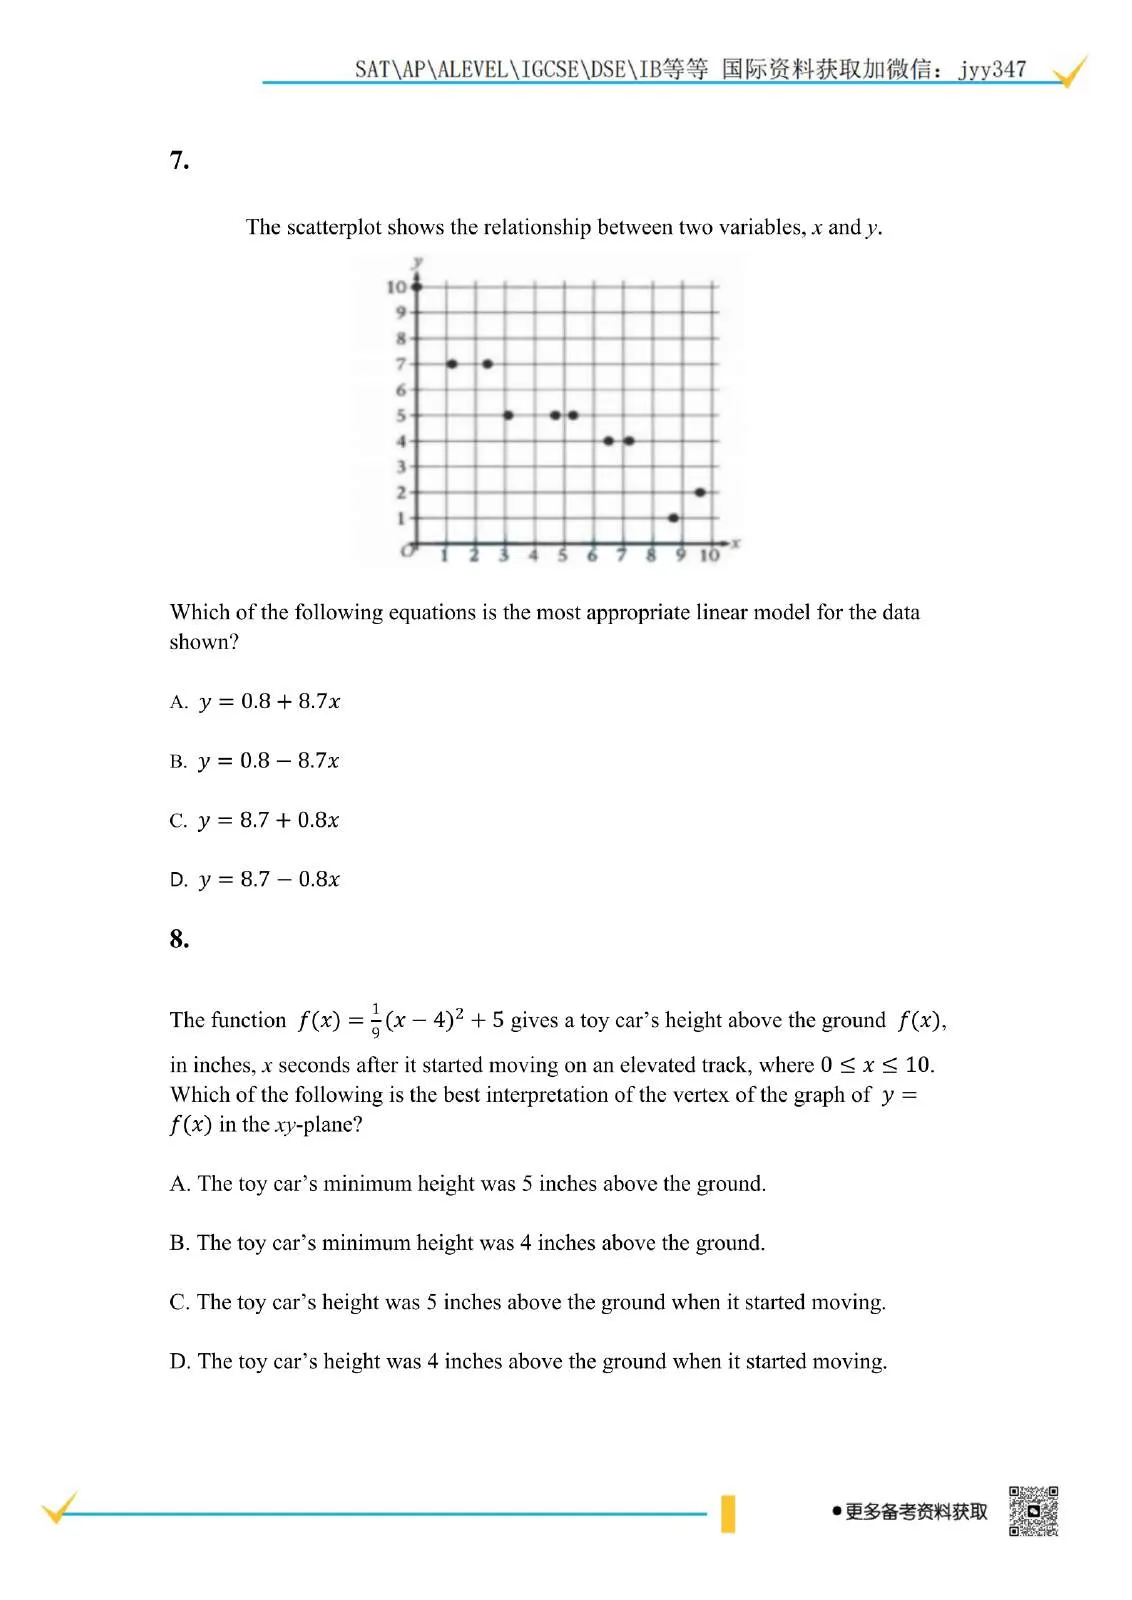 SAT\AP\ALEVEL\IGCSE\DSE\IB等等 国际资料获取加微信：jyy347
7.
The scatterplot shows the relationship between two variables, x and y.
y
10
9
8
7
6
5
4
3
2
1
O 1 2 3 4 5 6 7 8 9 10 x
Which of the following equations is the most appropriate linear model for the data
shown?
A. y = 0.8 + 8.7x
B. y = 0.8 − 8.7x
C. y = 8.7 + 0.8x
D. y = 8.7 − 0.8x
8.
The function f(x) = 1/9(x − 4)² + 5 gives a toy car’s height above the ground f(x),
in inches, x seconds after it started moving on an elevated track, where 0 ≤ x ≤ 10.
Which of the following is the best interpretation of the vertex of the graph of y =
f(x) in the xy-plane?
A. The toy car’s minimum height was 5 inches above the ground.
B. The toy car’s minimum height was 4 inches above the ground.
C. The toy car’s height was 5 inches above the ground when it started moving.
D. The toy car’s height was 4 inches above the ground when it started moving.
●更多备考资料获取